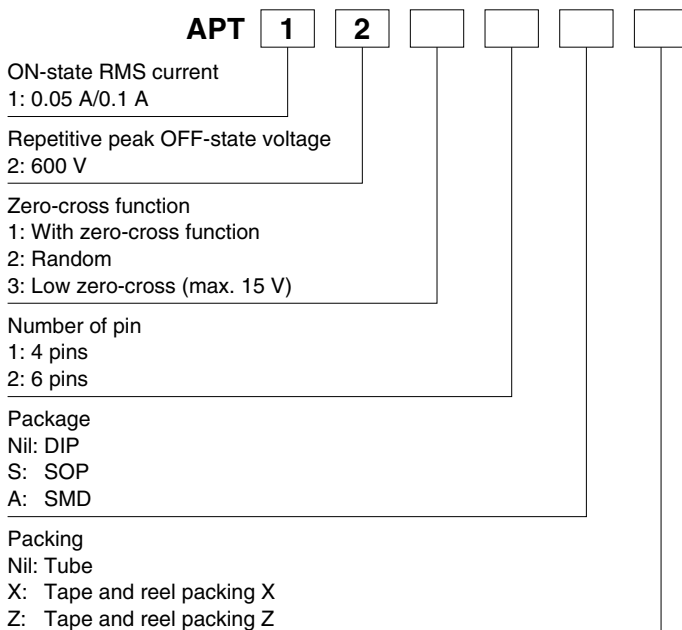 APT 1 2
ON-state RMS current
1: 0.05 A/0.1 A
Repetitive peak OFF-state voltage
2: 600 V
Zero-cross function
1: With zero-cross function
2: Random
3: Low zero-cross (max. 15 V)
Number of pin
1: 4 pins
2: 6 pins
Package
Nil: DIP
S: SOP
A: SMD
Packing
Nil: Tube
X: Tape and reel packing X
Z: Tape and reel packing Z